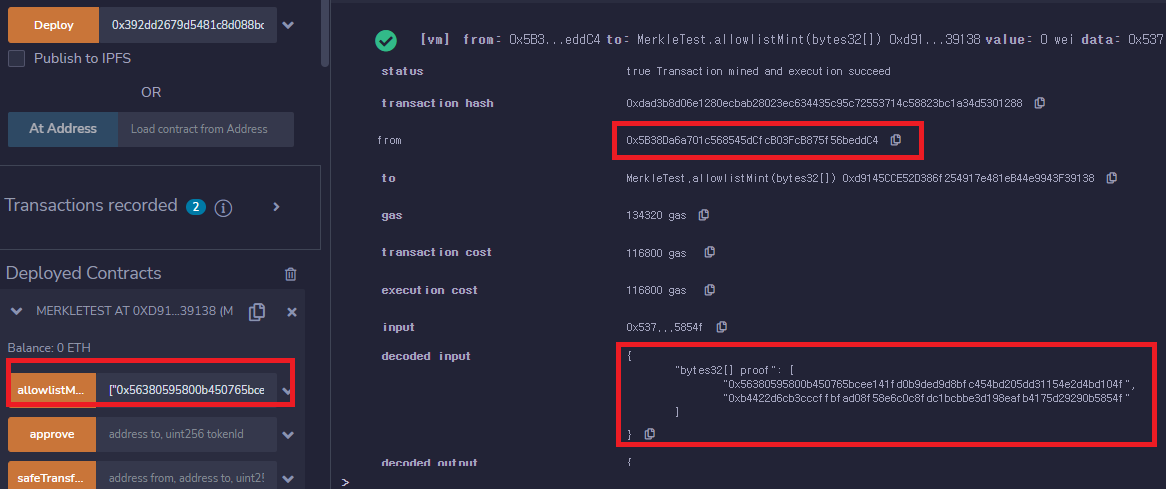 Deploy 0x392dd2679d5481c8d088bc
Publish to IPFS
OR
At Address Load contract from Address
Transactions recorded 2 i
Deployed Contracts
MERKLETEST AT 0XD91...39138 (M
Balance: 0 ETH
allowlistM... ["0x56380595800b450765bce
approve address to, uint256 tokenId
safeTransf... address from, address to, uint25
[vm] from: 0x5B3...eddC4 to: MerkleTest.allowlistMint(bytes32[]) 0xd91...39138 value: 0 wei data: 0x537
status true Transaction mined and execution succeed
transaction hash 0xdad3b8d06e1280ecbab28023ec634435c95c72553714c58823bc1a34d5301288
from 0x5B38Da6a701c568545dCfcB03FcB875f56beddC4
to MerkleTest.allowlistMint(bytes32[]) 0xd9145CCE52D386f254917e481eB44e9943F39138
gas 134320 gas
transaction cost 116800 gas
execution cost 116800 gas
input 0x537...5854f
decoded input {
"bytes32[] proof": [
"0x56380595800b450765bcee141fd0b9ded9d8bfc454bd205dd31154e2d4bd104f",
"0xb4422d6cb3cccffbfad08f58e6c0c8fdc1bcbbe3d198eafb4175d29290b5854f"
]
}
decoded output {
>